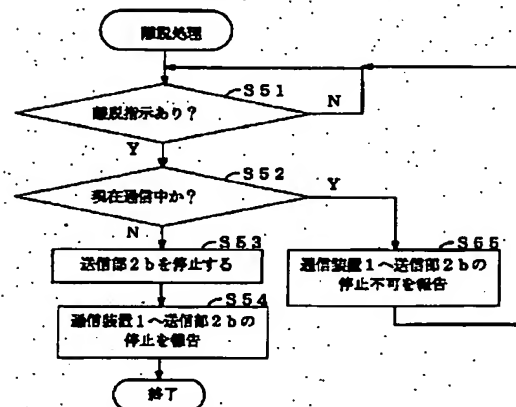 離脱処理
S51
離脱指示あり？
N
Y
S52
現在通信中か？
Y
N
S53
送信部2bを停止する
S55
通信装置1へ送信部2bの
停止不可を報告
S54
通信装置1へ送信部2bの
停止を報告
終了